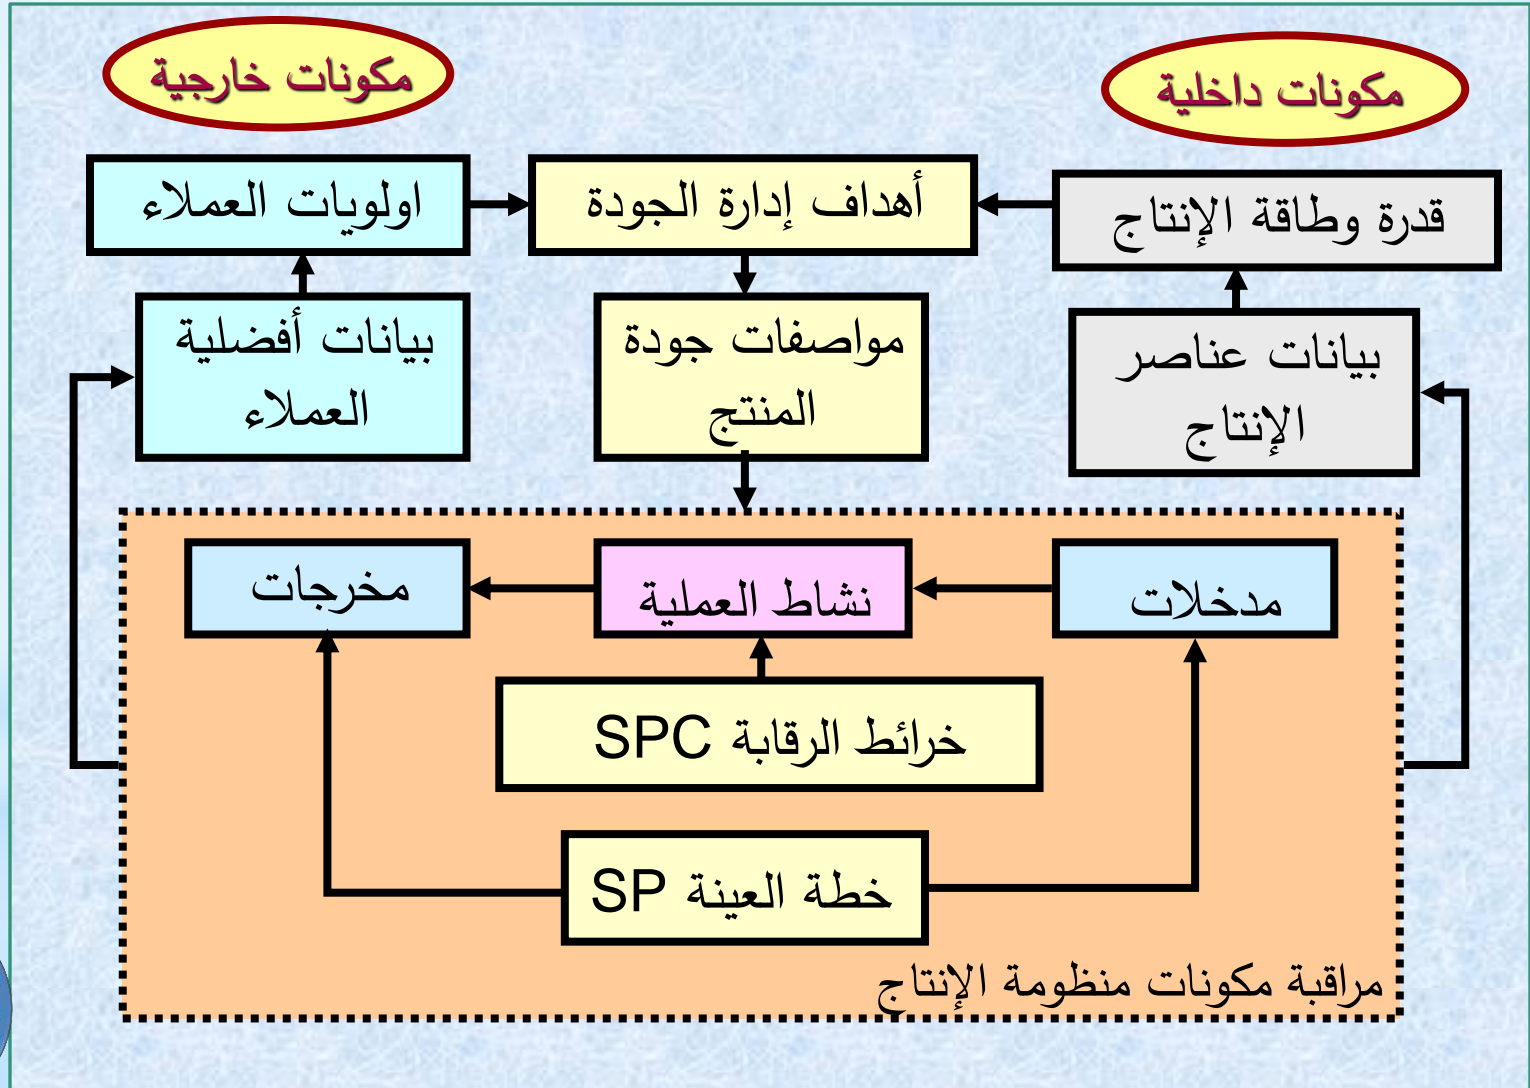 مكونات داخلية
مكونات خارجية
قدرة وطاقة الإنتاج
أهداف إدارة الجودة
اولويات العملاء
بيانات عناصر
الإنتاج
مواصفات جودة
المنتج
بيانات أفضلية
العملاء
مدخلات
نشاط العملية
مخرجات
خرائط الرقابة SPC
خطة العينة SP
مراقبة مكونات منظومة الإنتاج